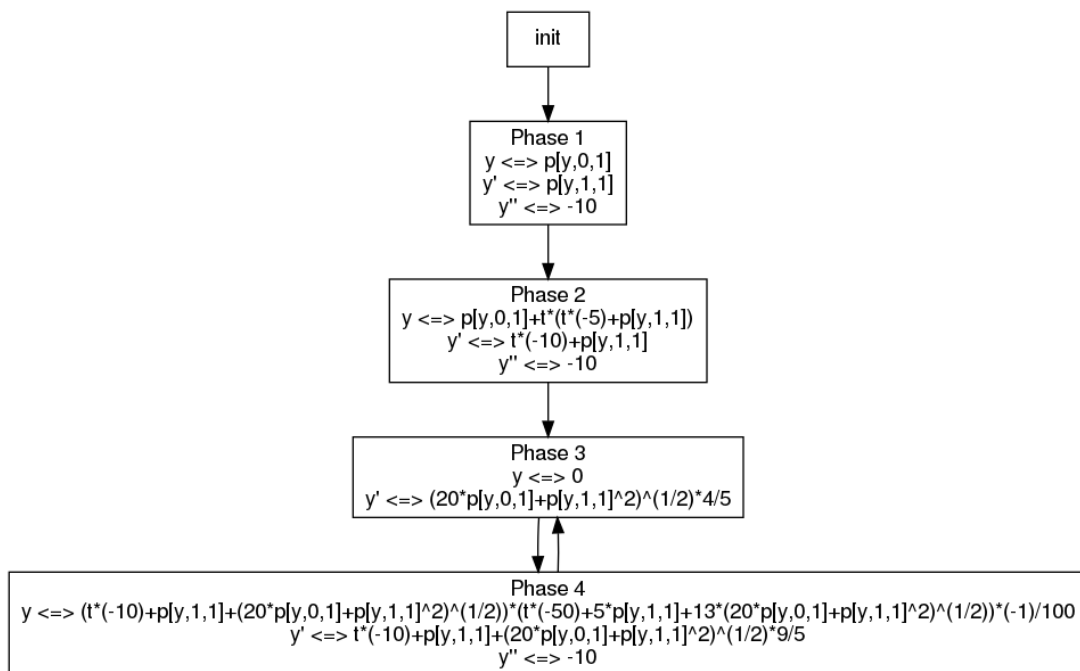 init
Phase 1
y <=> p[y,0,1]
y' <=> p[y,1,1]
y'' <=> -10
Phase 2
y <=> p[y,0,1]+t*(t*(-5)+p[y,1,1])
y' <=> t*(-10)+p[y,1,1]
y'' <=> -10
Phase 3
y <=> 0
y' <=> (20*p[y,0,1]+p[y,1,1]^2)^(1/2)*4/5
Phase 4
y <=> (t*(-10)+p[y,1,1]+(20*p[y,0,1]+p[y,1,1]^2)^(1/2))*(t*(-50)+5*p[y,1,1]+13*(20*p[y,0,1]+p[y,1,1]^2)^(1/2))*(-1)/100
y' <=> t*(-10)+p[y,1,1]+(20*p[y,0,1]+p[y,1,1]^2)^(1/2)*9/5
y'' <=> -10